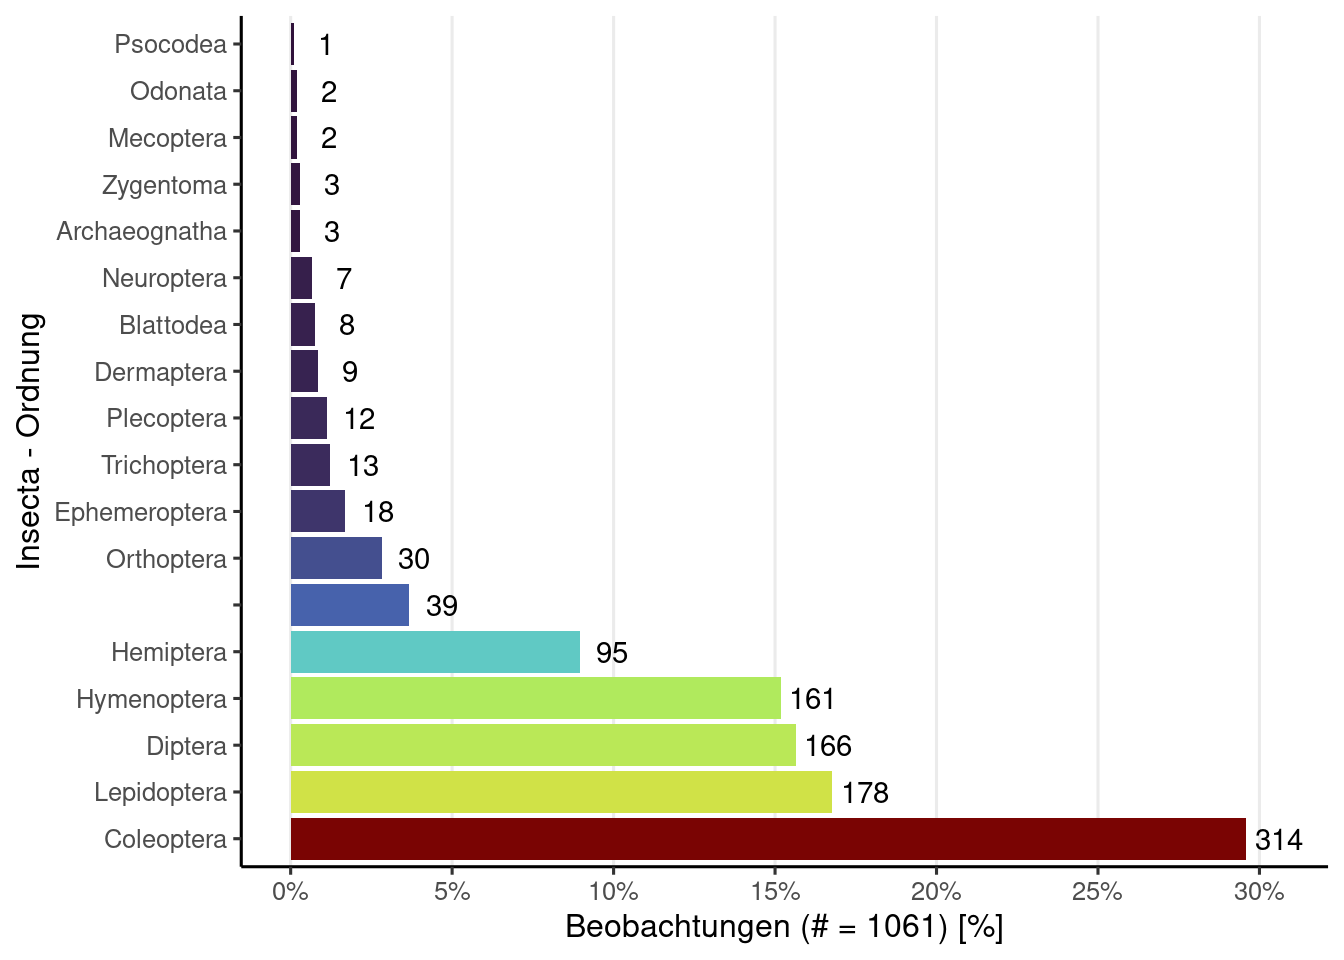 Psocodea 1
Odonata 2
Mecoptera 2
Zygentoma 3
Archaeognatha 3
Neuroptera 7
Blattodea 8
Dermaptera 9
Plecoptera 12
Trichoptera 13
Ephemeroptera 18
Orthoptera 30
39
Hemiptera 95
Hymenoptera 161
Diptera 166
Lepidoptera 178
Coleoptera 314
Insecta - Ordnung
0% 5% 10% 15% 20% 25% 30%
Beobachtungen (# = 1061) [%]